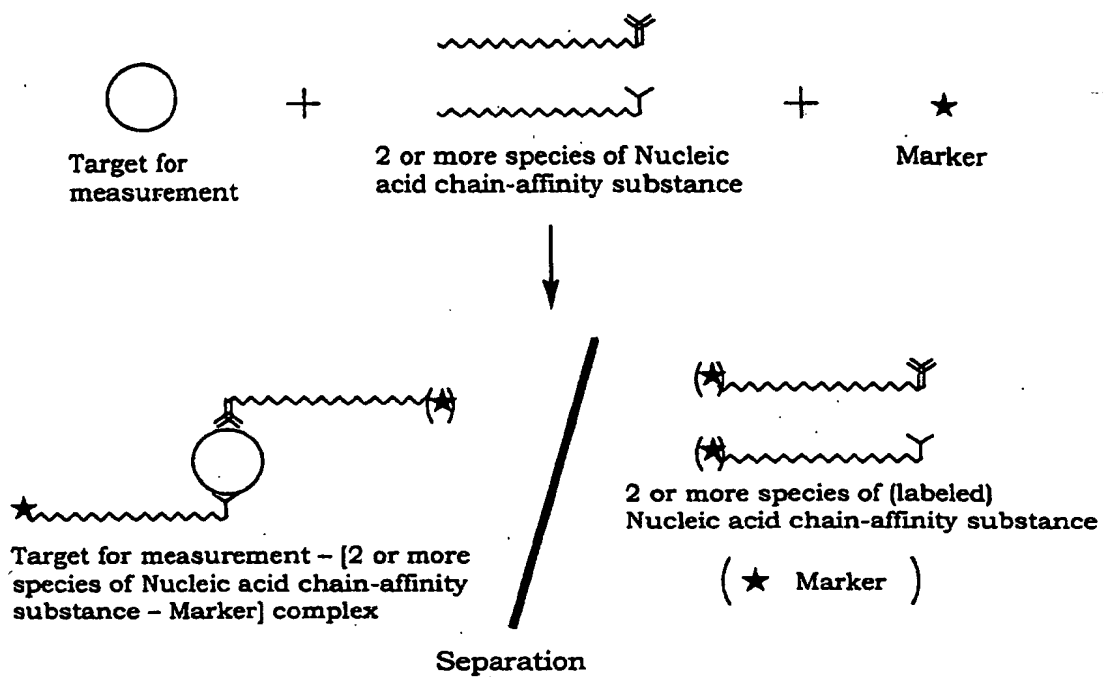 +
+
Target for
measurement
2 or more species of Nucleic
acid chain-affinity substance
Marker
( )
( )
( )
2 or more species of (labeled)
Nucleic acid chain-affinity substance
Target for measurement – [2 or more
species of Nucleic acid chain-affinity
substance – Marker] complex
( ★ Marker )
Separation